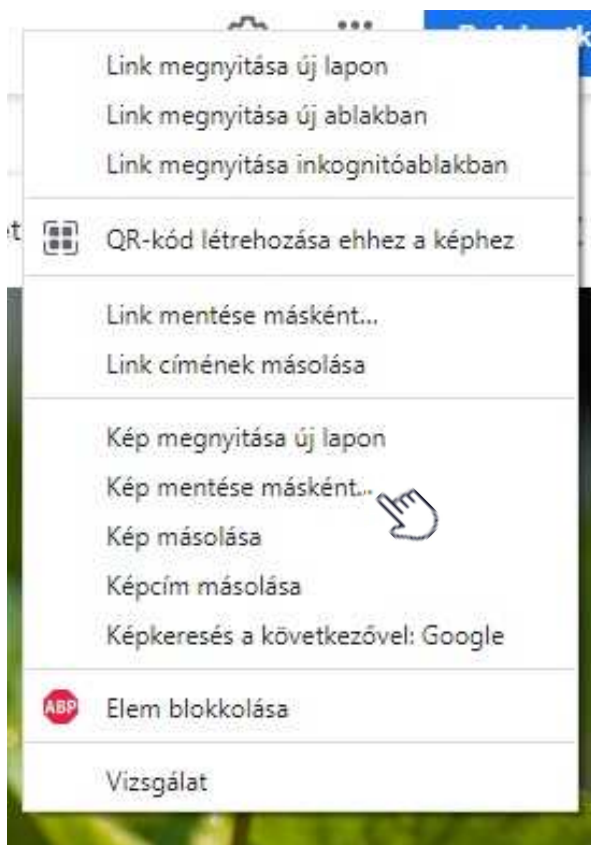 Link megnyitása új lapon
Link megnyitása új ablakban
Link megnyitása inkognitóablakban
QR-kód létrehozása ehhez a képhez
Link mentése másként...
Link címének másolása
Kép megnyitása új lapon
Kép mentése másként...
Kép másolása
Képcím másolása
Képkeresés a következővel: Google
ABP Elem blokkolása
Vizsgálat